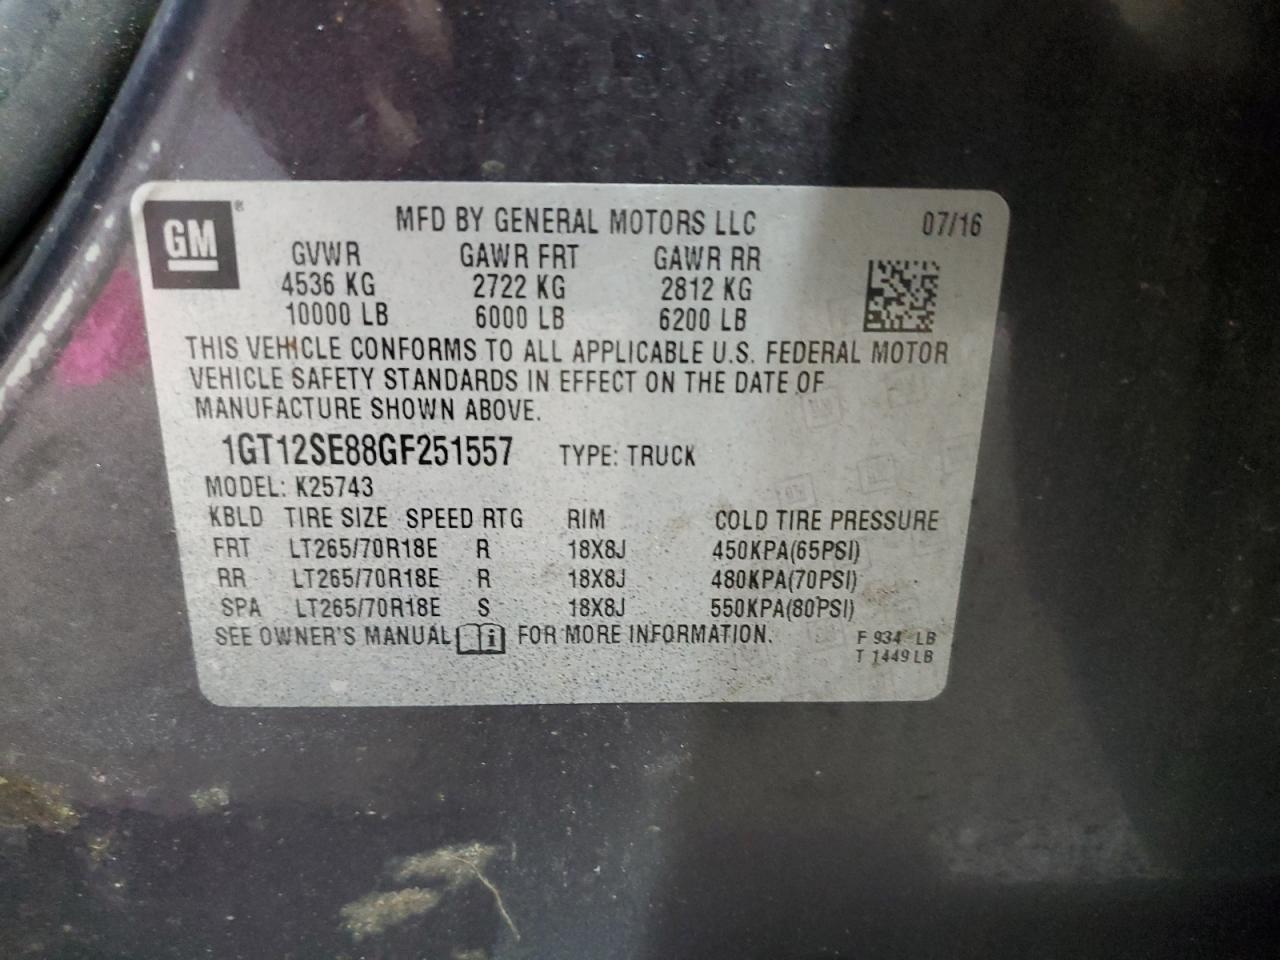 GM®
MFD BY GENERAL MOTORS LLC 07/16
GVWR GAWR FRT GAWR RR
4536 KG 2722 KG 2812 KG
10000 LB 6000 LB 6200 LB
THIS VEHICLE CONFORMS TO ALL APPLICABLE U.S. FEDERAL MOTOR
VEHICLE SAFETY STANDARDS IN EFFECT ON THE DATE OF
MANUFACTURE SHOWN ABOVE.
1GT12SE88GF251557 TYPE: TRUCK
MODEL: K25743
KBLD TIRE SIZE SPEED RTG RIM COLD TIRE PRESSURE
FRT LT265/70R18E R 18X8J 450KPA(65PSI)
RR LT265/70R18E R 18X8J 480KPA(70PSI)
SPA LT265/70R18E S 18X8J 550KPA(80PSI)
SEE OWNER'S MANUAL i FOR MORE INFORMATION.
F 934 LB
T 1449 LB